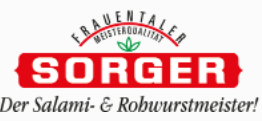 FRAUENTALER
MEISTERQUALITÄT
SORGER
Der Salami- & Rohwurstmeister!